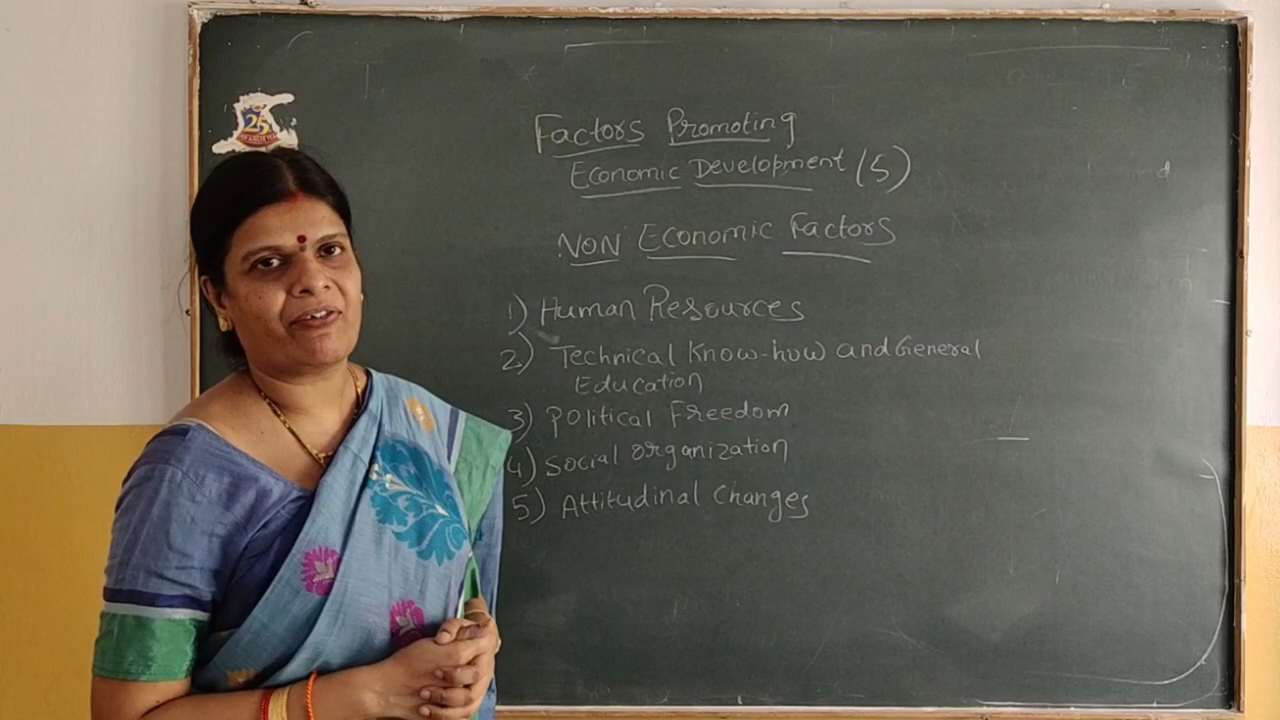 25
Factors Promoting
Economic Development (5)
NON Economic Factors
1) Human Resources
2) Technical Know-how and General
Education
3) Political Freedom
4) Social organization
5) Attitudinal Changes